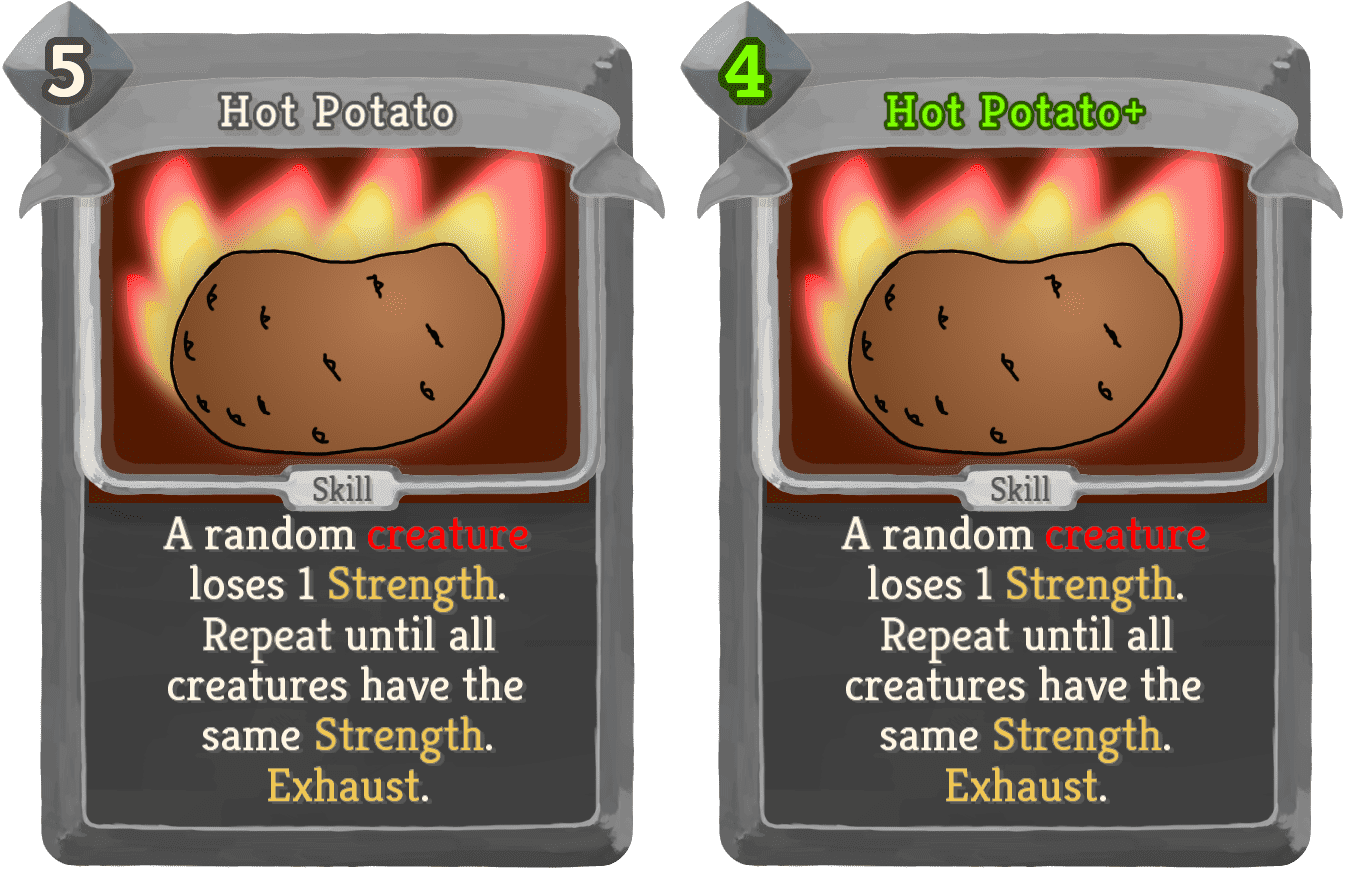 5
Hot Potato
Skill
A random creature
loses 1 Strength.
Repeat until all
creatures have the
same Strength.
Exhaust.
4
Hot Potato+
Skill
A random creature
loses 1 Strength.
Repeat until all
creatures have the
same Strength.
Exhaust.